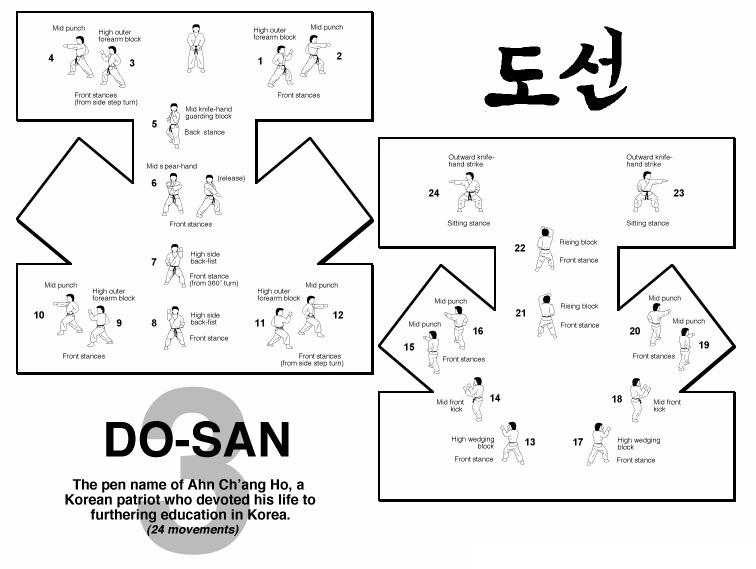 Mid punch
4
High outer
forearm block
3
Front stances
(from side step turn)
High outer
forearm block
1
Mid punch
2
Front stances
5
Mid knife-hand
guarding block
Back stance
Mid spear-hand
6
(release)
Front stances
7
High side
back-fist
Front stance
(from 360° turn)
8
High side
back-fist
Front stance
Mid punch
10
High outer
forearm block
9
Front stances
High outer
forearm block
11
Mid punch
12
Front stances
(from side step turn)
3
DO-SAN
The pen name of Ahn Ch'ang Ho, a
Korean patriot who devoted his life to
furthering education in Korea.
(24 movements)
도선
Outward knife-
hand strike
24
Sitting stance
Outward knife-
hand strike
23
Sitting stance
22
Rising block
Front stance
21
Rising block
Front stance
Mid punch
16
Mid punch
15
Front stances
Mid punch
20
Mid punch
19
Front stances
14
Mid front
kick
18
Mid front
kick
High wedging
block
13
Front stance
17
High wedging
block
Front stance